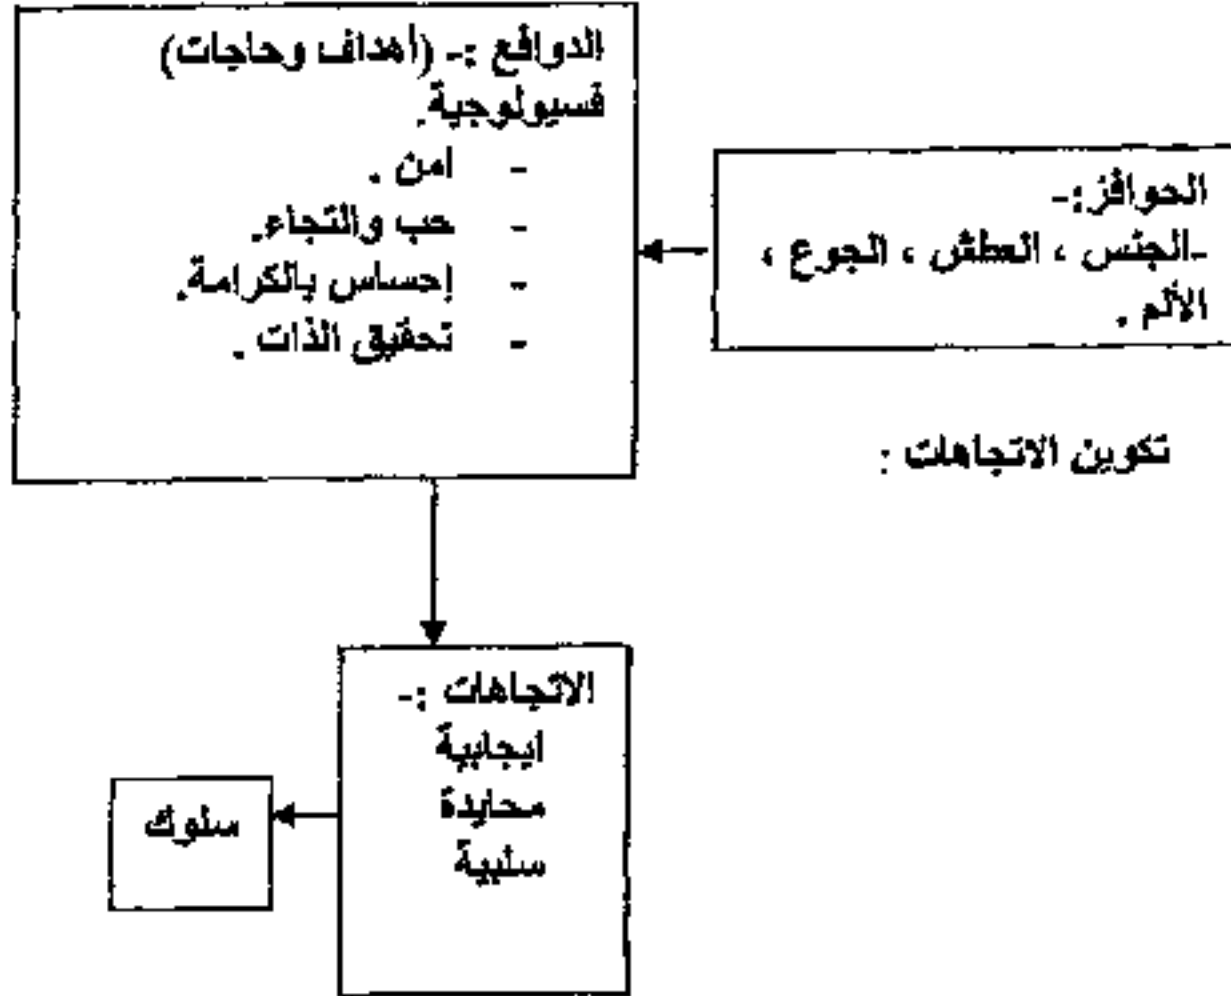 الدوافع :- (أهداف وحاجات)
فسيولوجية.
- امن .
- حب والتجاء.
- إحساس بالكرامة.
- تحقيق الذات .
الحوافز:-
-الجنس ، العطش ، الجوع ،
الألم .
تكوين الاتجاهات :
الاتجاهات :-
ايجابية
محايدة
سلبية
سلوك